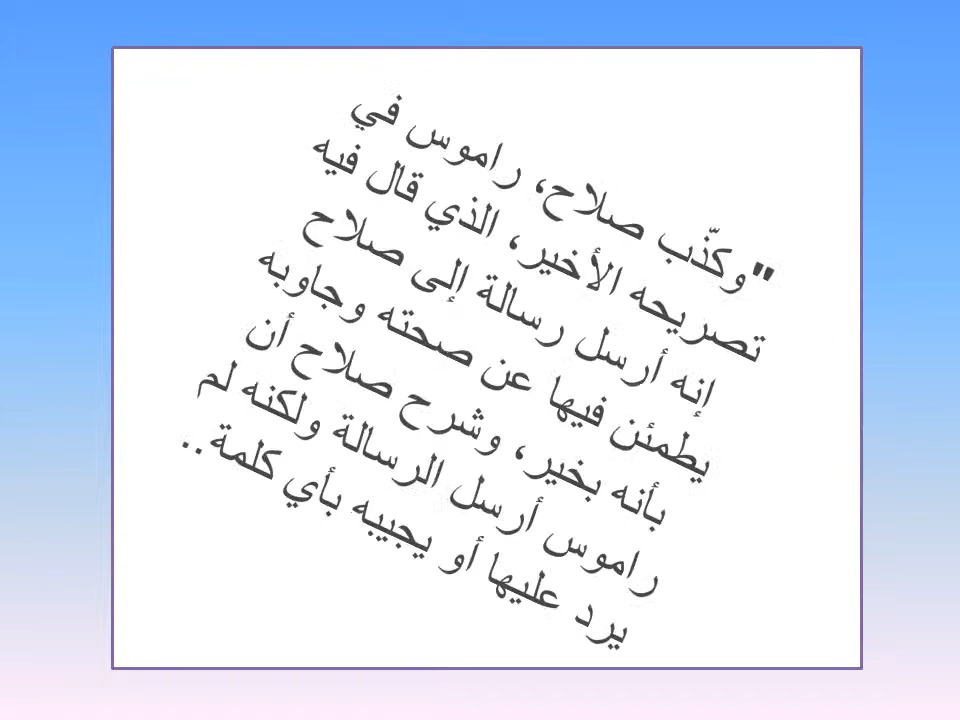 "وكذّب صلاح، راموس في
تصريحه الأخير، الذي قال فيه
إنه أرسل رسالة إلى صلاح
يطمئن فيها عن صحته وجاوبه
بأنه بخير، وشرح صلاح أن
راموس أرسل الرسالة ولكنه لم
يرد عليها أو يجيبه بأي كلمة..